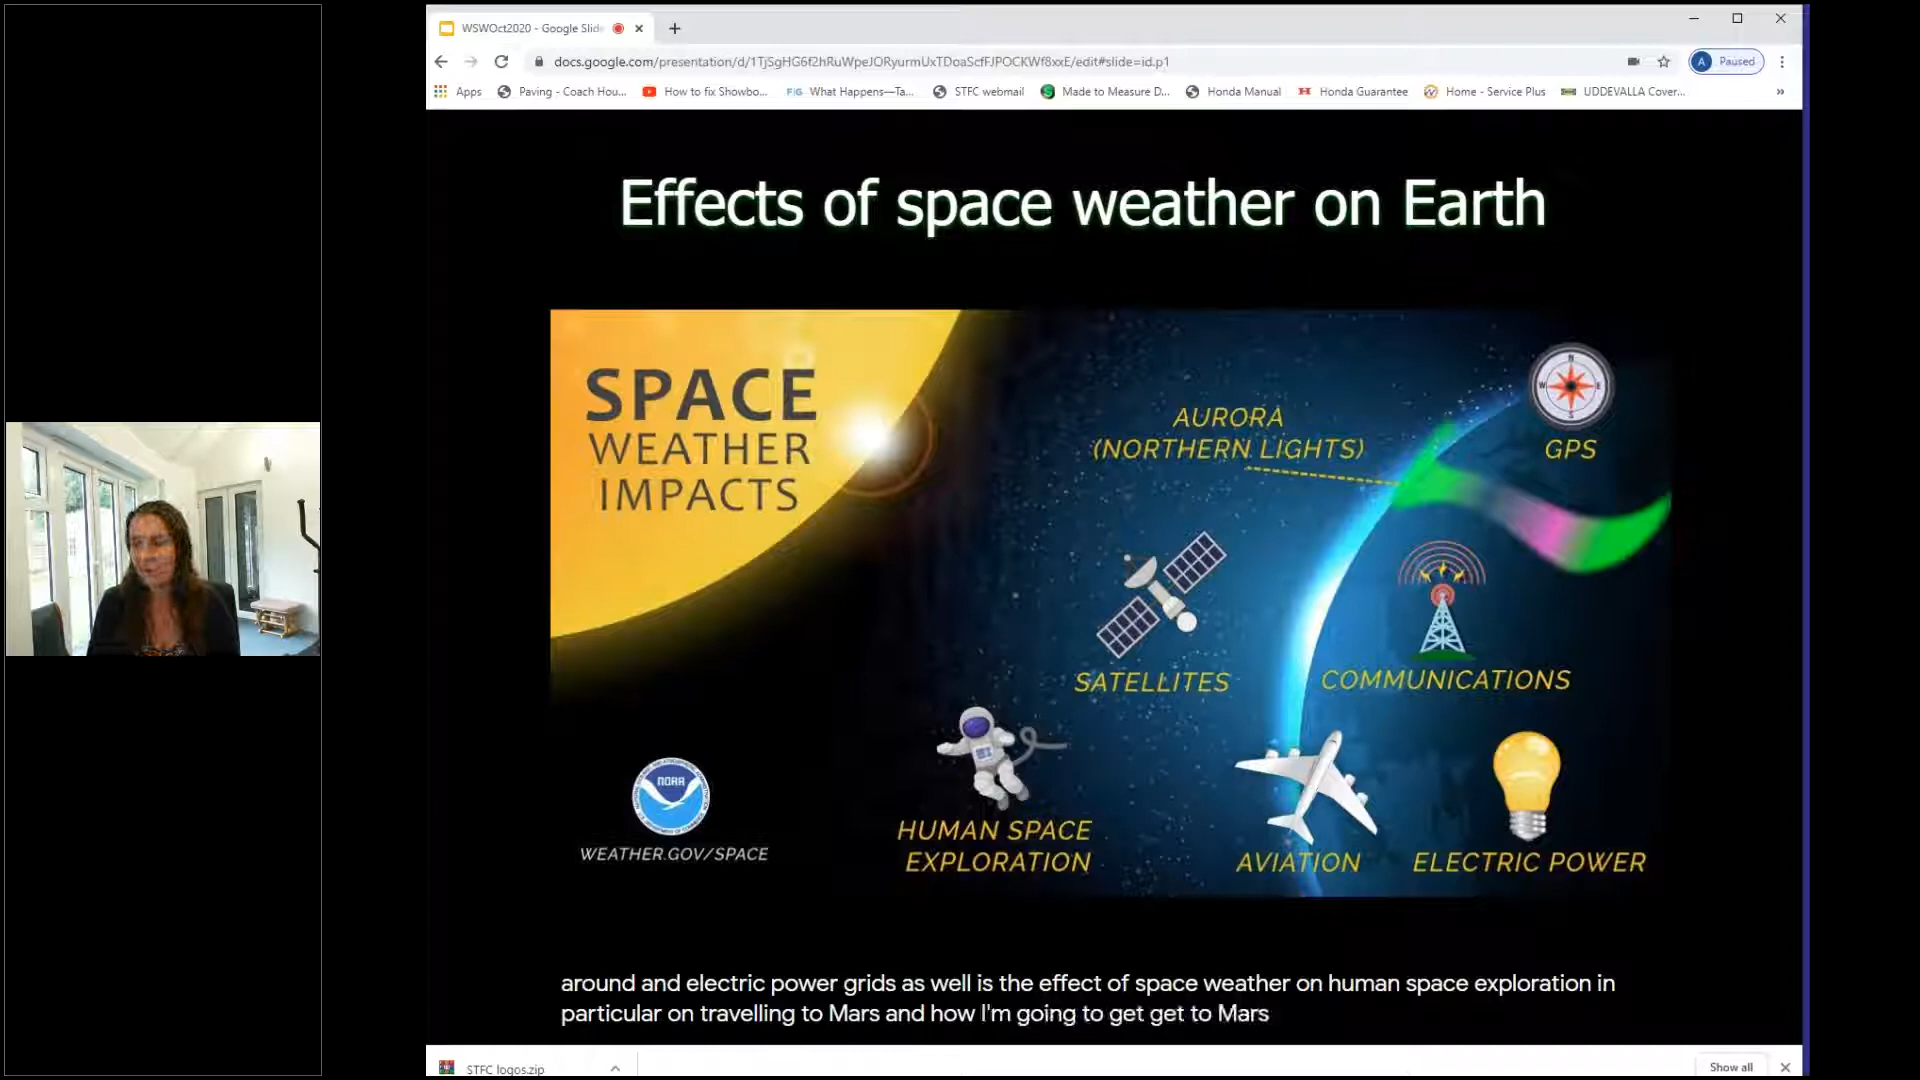 WSWOct2020 - Google Slid
docs.google.com/presentation/d/1TjSgHG6f2hRuWpeJORyurmUxTDoaScfFJPOCKWf8xxE/edit#slide=id.p1
A Paused
Apps Paving - Coach Hou... How to fix Showbo... FIG What Happens—Ta... STFC webmail Made to Measure D... Honda Manual Honda Guarantee Home - Service Plus UDDEVALLA Cover... »
Effects of space weather on Earth
SPACE
WEATHER
IMPACTS
AURORA
(NORTHERN LIGHTS)
N
W E
S
GPS
SATELLITES
COMMUNICATIONS
NOAA
WEATHER.GOV/SPACE
HUMAN SPACE
EXPLORATION
AVIATION
ELECTRIC POWER
around and electric power grids as well is the effect of space weather on human space exploration in
particular on travelling to Mars and how I'm going to get get to Mars
STFC logos.zip
Show all